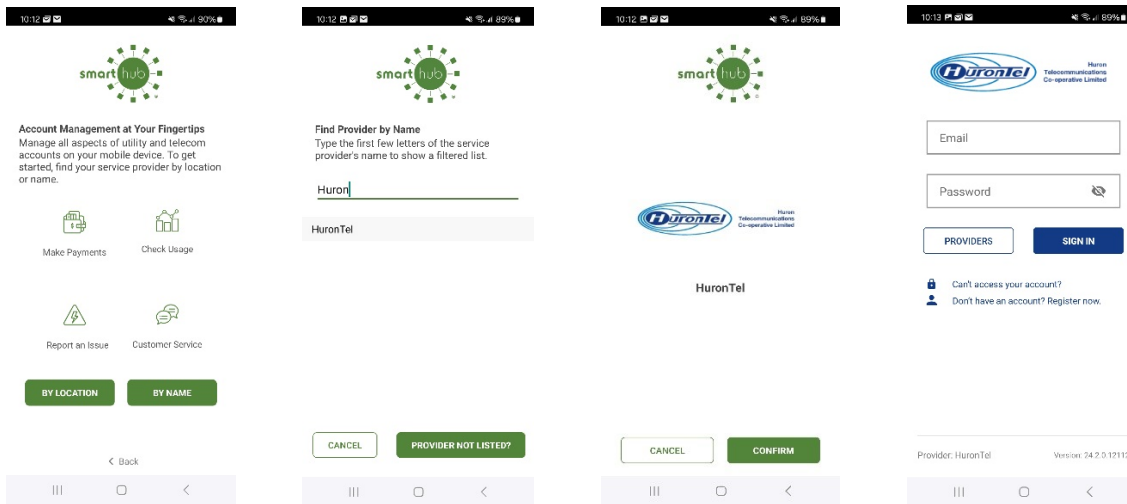 10:12 90%
smart hub
Account Management at Your Fingertips
Manage all aspects of utility and telecom
accounts on your mobile device. To get
started, find your service provider by location
or name.
Make Payments
Check Usage
Report an Issue
Customer Service
BY LOCATION
BY NAME
Back
10:12 89%
smart hub
Find Provider by Name
Type the first few letters of the service
provider's name to show a filtered list.
Huron
HuronTel
CANCEL
PROVIDER NOT LISTED?
10:12 89%
smart hub
HuronTel
Huron
Telecommunications
Co-operative Limited
HuronTel
CANCEL
CONFIRM
10:13 89%
HuronTel
Huron
Telecommunications
Co-operative Limited
Email
Password
PROVIDERS
SIGN IN
Can't access your account?
Don't have an account? Register now.
Provider: HuronTel
Version: 24.2.0.1211